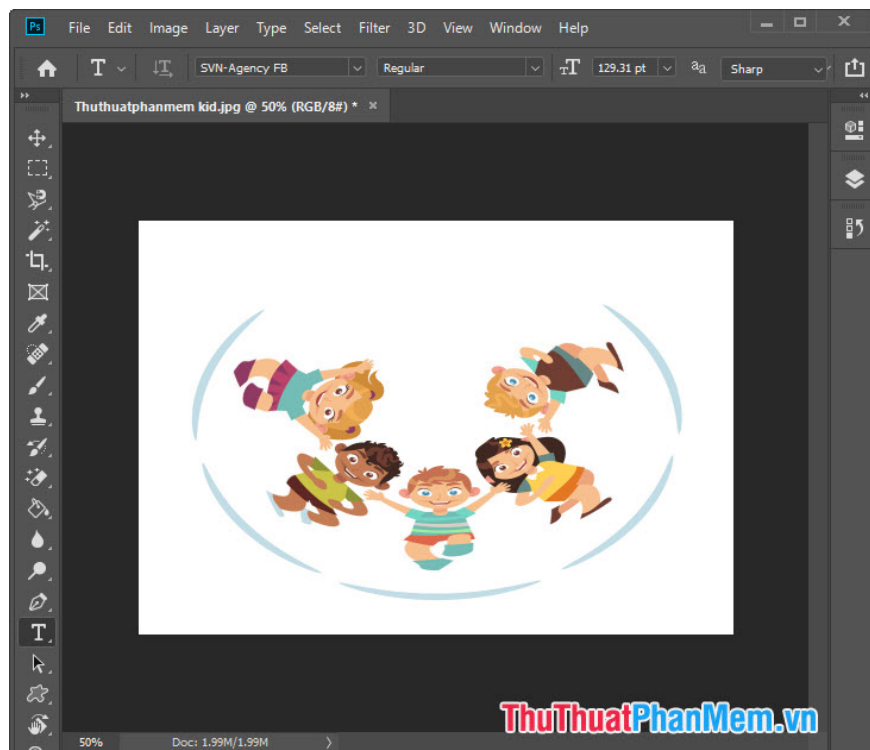 Ps File Edit Image Layer Type Select Filter 3D View Window Help
T SVN-Agency FB Regular 129.31 pt aa Sharp
Thuthuatphanmem kid.jpg @ 50% (RGB/8#) * ×
ThuThuatPhanMem.vn
50% Doc: 1.99M/1.99M